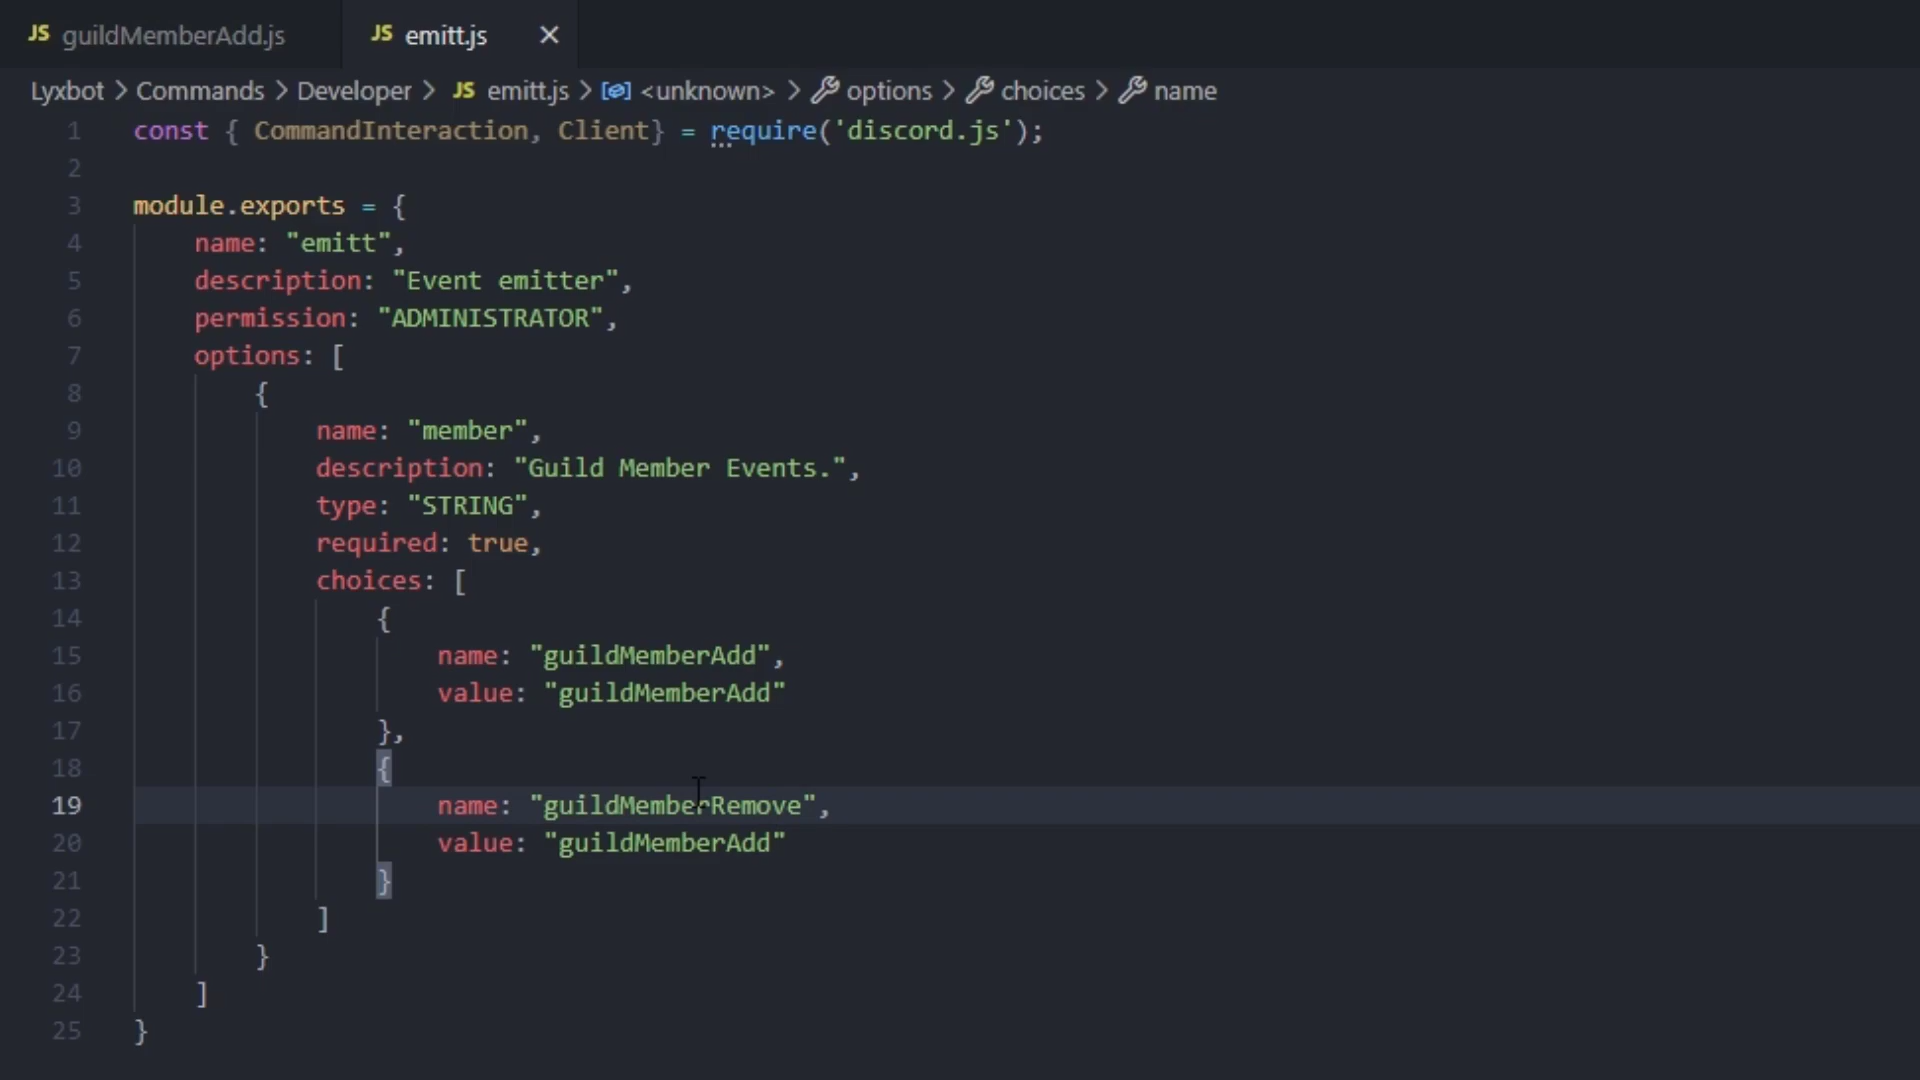 JS guildMemberAdd.js JS emitt.js ×
Lyxbot > Commands > Developer > JS emitt.js > <unknown> > options > choices > name
1 const { CommandInteraction, Client} = require('discord.js');
2
3 module.exports = {
4 name: "emitt",
5 description: "Event emitter",
6 permission: "ADMINISTRATOR",
7 options: [
8 {
9 name: "member",
10 description: "Guild Member Events.",
11 type: "STRING",
12 required: true,
13 choices: [
14 {
15 name: "guildMemberAdd",
16 value: "guildMemberAdd"
17 },
18 {
19 name: "guildMemberRemove",
20 value: "guildMemberAdd"
21 }
22 ]
23 }
24 ]
25 }